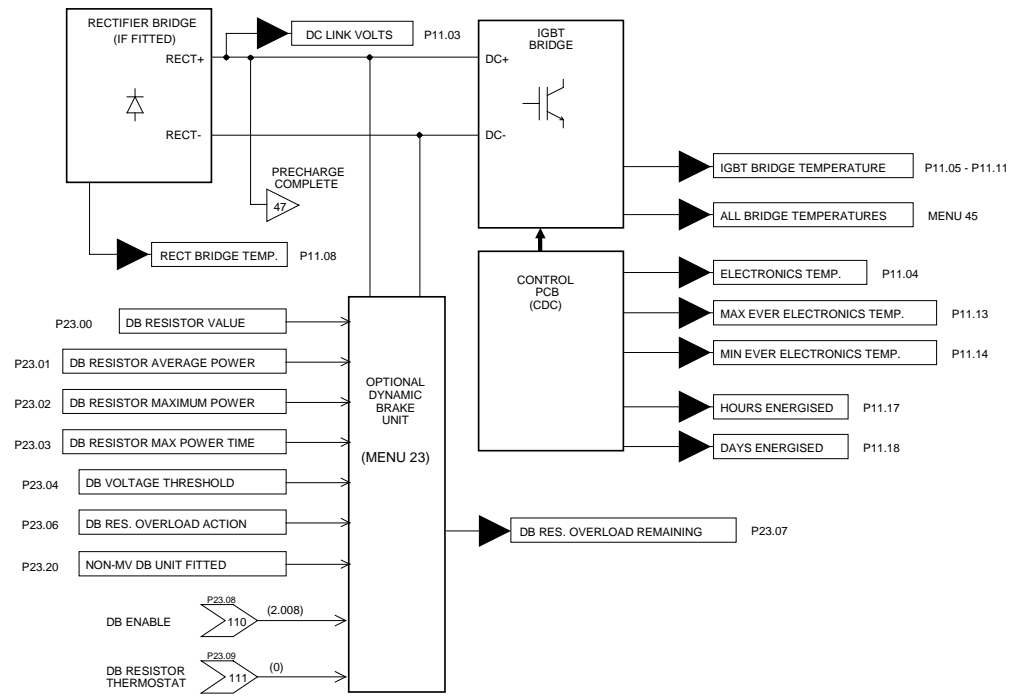 RECTIFIER BRIDGE
(IF FITTED)
RECT+
RECT-
DC LINK VOLTS P11.03
IGBT
BRIDGE
DC+
DC-
PRECHARGE
COMPLETE
47
IGBT BRIDGE TEMPERATURE P11.05 - P11.11
ALL BRIDGE TEMPERATURES MENU 45
RECT BRIDGE TEMP. P11.08
CONTROL
PCB
(CDC)
ELECTRONICS TEMP. P11.04
MAX EVER ELECTRONICS TEMP. P11.13
MIN EVER ELECTRONICS TEMP. P11.14
HOURS ENERGISED P11.17
DAYS ENERGISED P11.18
P23.00 DB RESISTOR VALUE
P23.01 DB RESISTOR AVERAGE POWER
P23.02 DB RESISTOR MAXIMUM POWER
P23.03 DB RESISTOR MAX POWER TIME
P23.04 DB VOLTAGE THRESHOLD
P23.06 DB RES. OVERLOAD ACTION
P23.20 NON-MV DB UNIT FITTED
OPTIONAL
DYNAMIC
BRAKE
UNIT
(MENU 23)
DB RES. OVERLOAD REMAINING P23.07
P23.08
DB ENABLE 110 (2.008)
P23.09
DB RESISTOR
THERMOSTAT 111 (0)